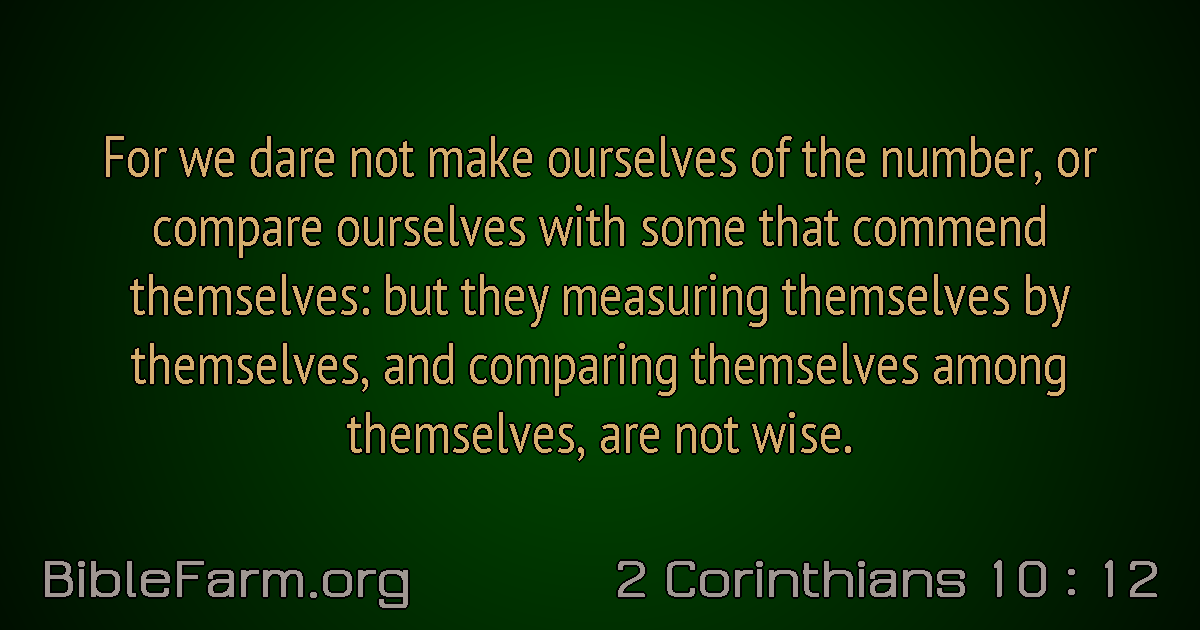 For we dare not make ourselves of the number, or
compare ourselves with some that commend
themselves: but they measuring themselves by
themselves, and comparing themselves among
themselves, are not wise.
BibleFarm.org
2 Corinthians 10 : 12